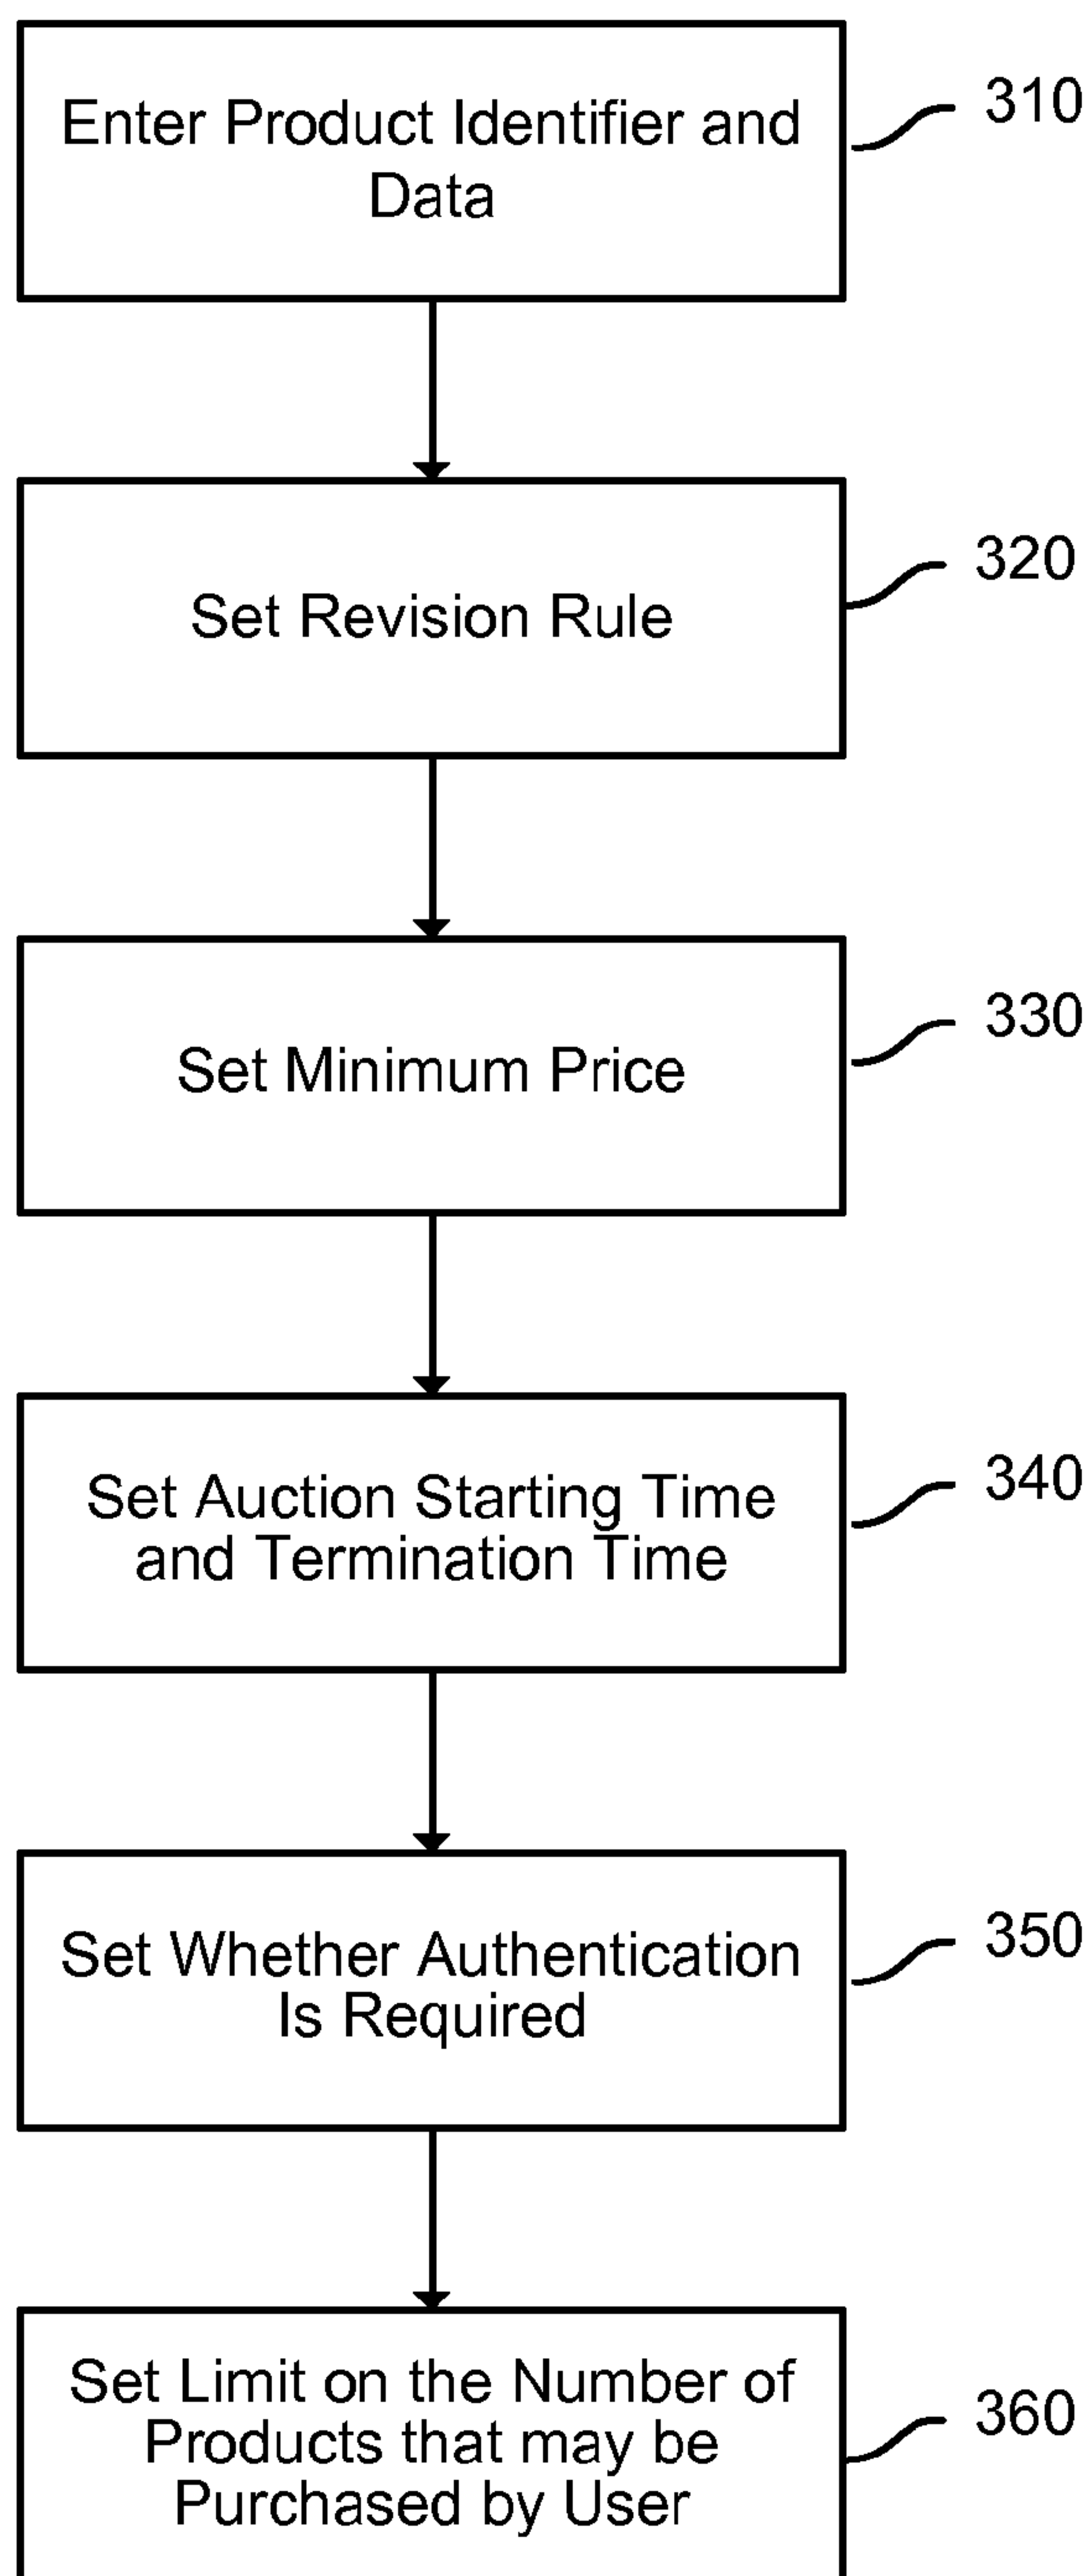 Enter Product Identifier and
Data
310
Set Revision Rule
320
Set Minimum Price
330
Set Auction Starting Time
and Termination Time
340
Set Whether Authentication
Is Required
350
Set Limit on the Number of
Products that may be
Purchased by User
360